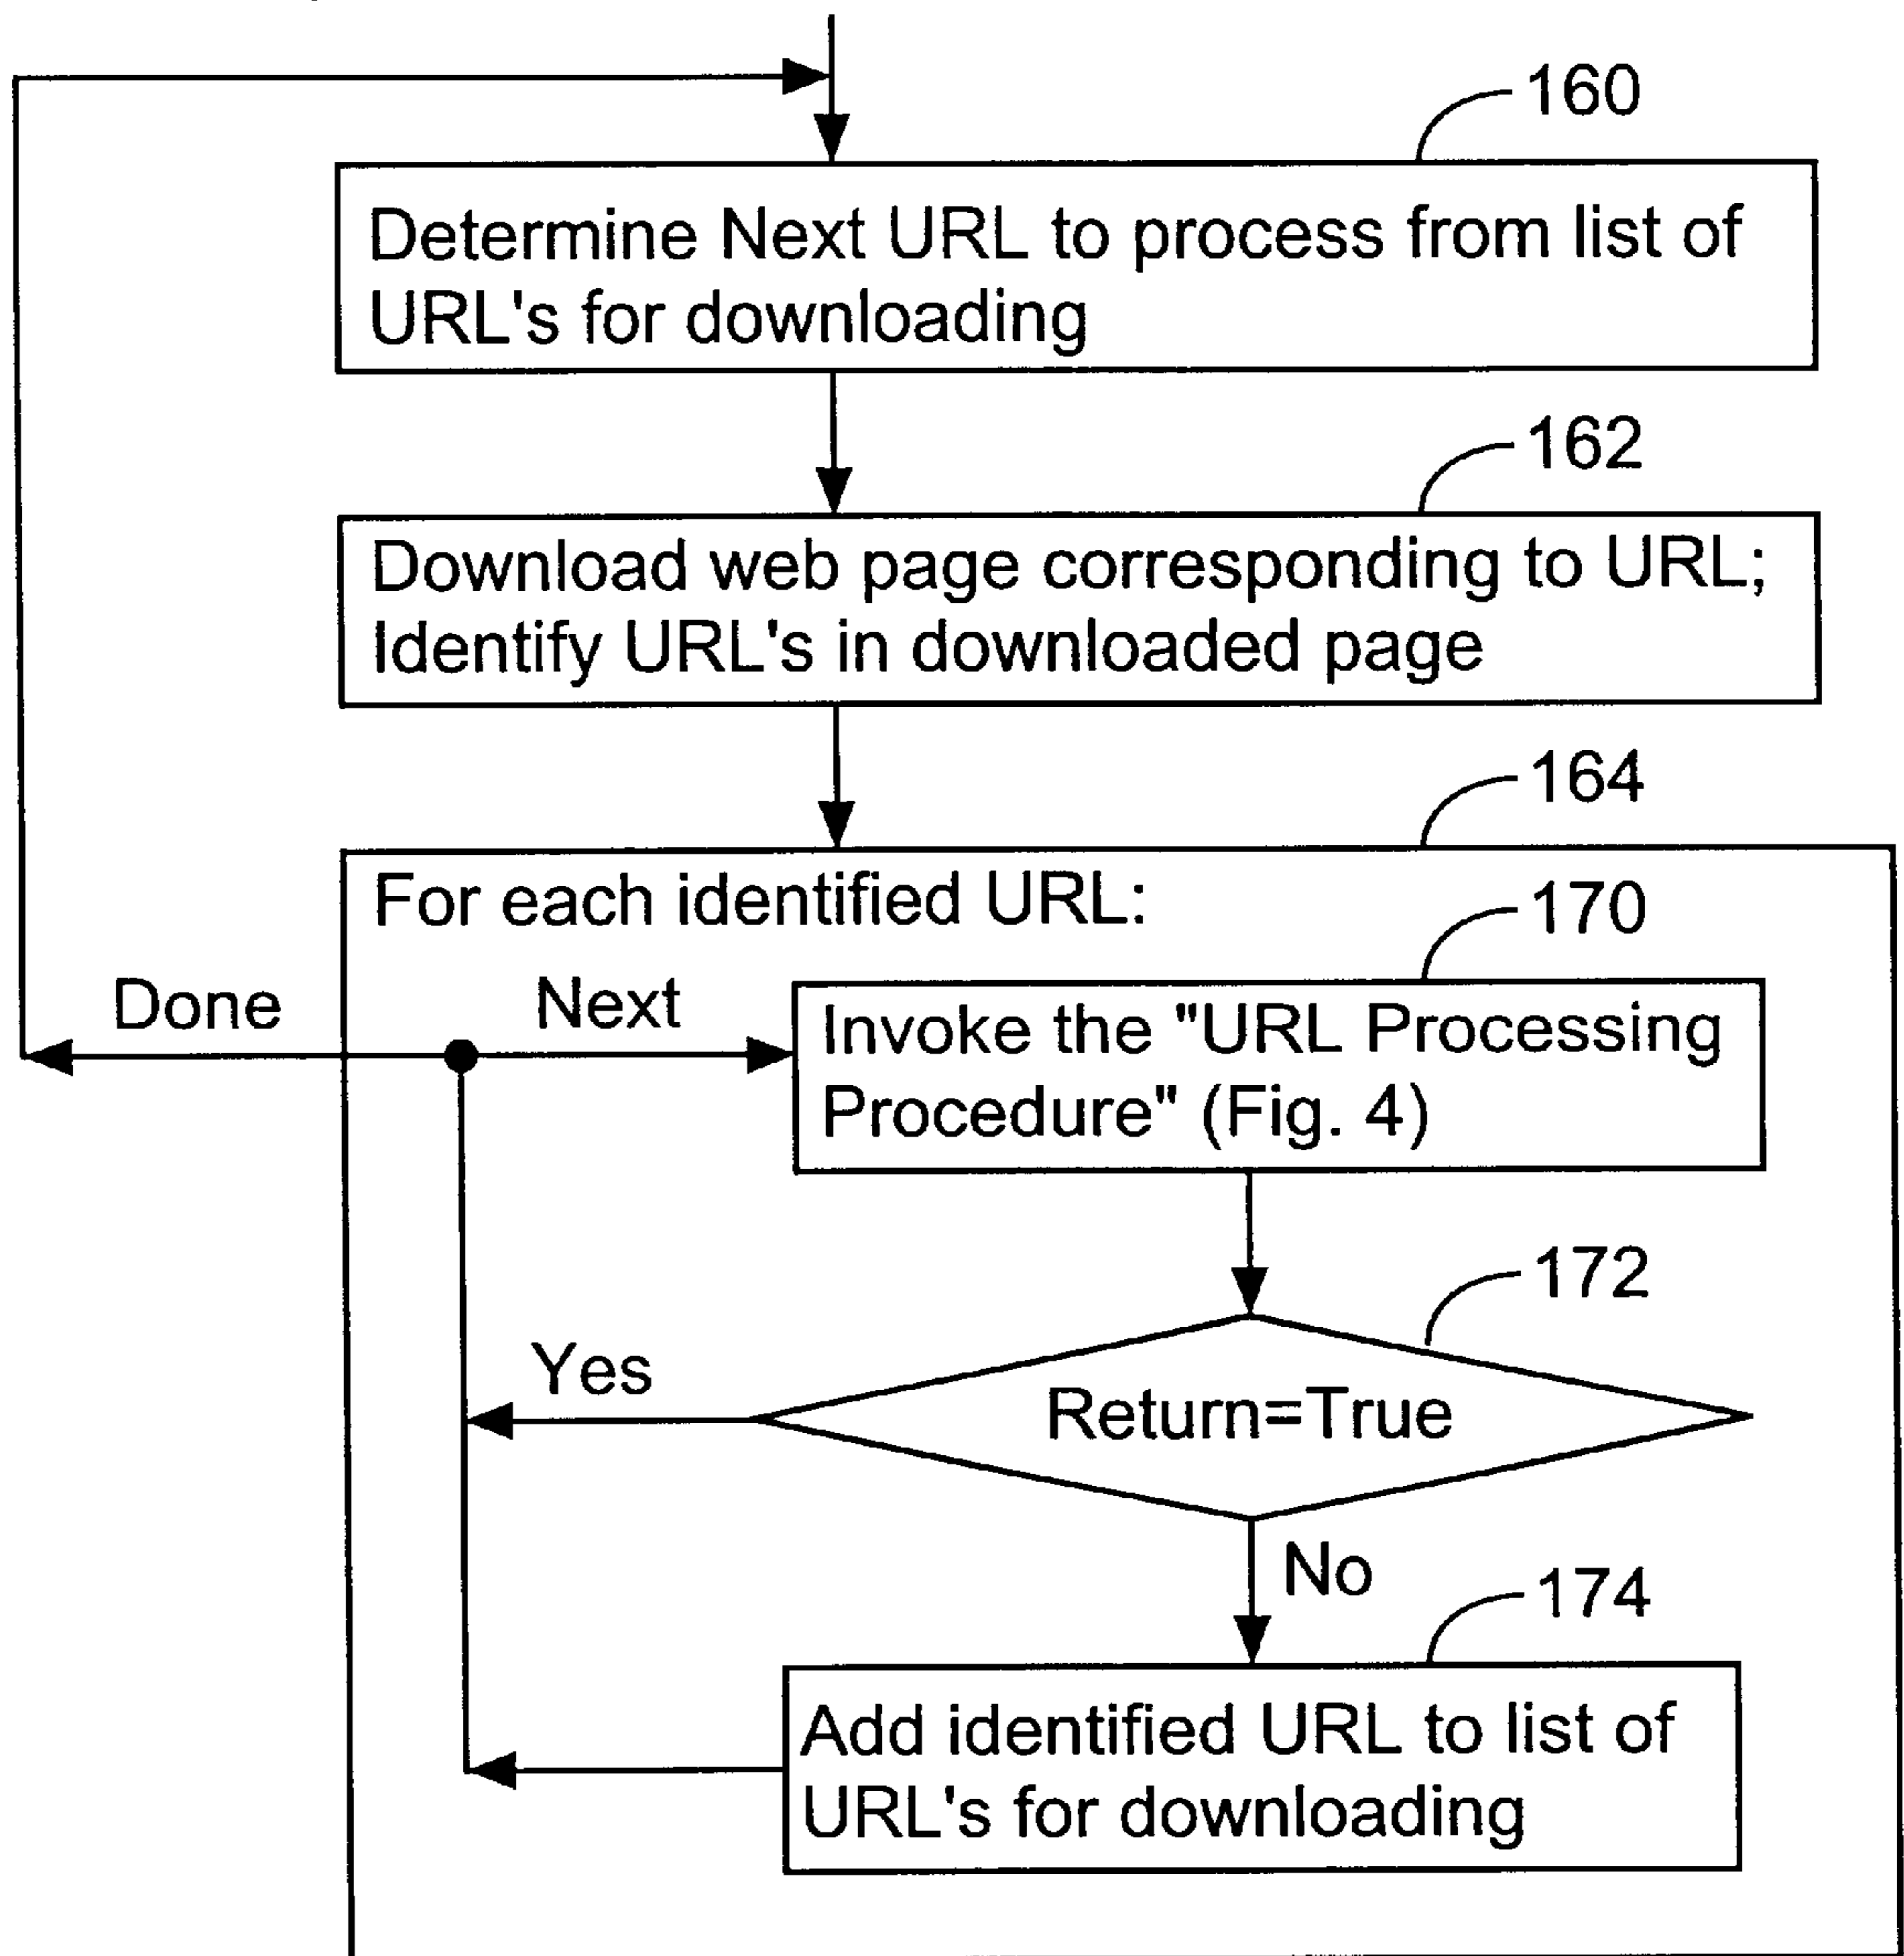 160
Determine Next URL to process from list of
URL's for downloading
162
Download web page corresponding to URL;
Identify URL's in downloaded page
164
For each identified URL:
170
Done
Next
Invoke the "URL Processing
Procedure" (Fig. 4)
172
Yes
Return=True
No
174
Add identified URL to list of
URL's for downloading